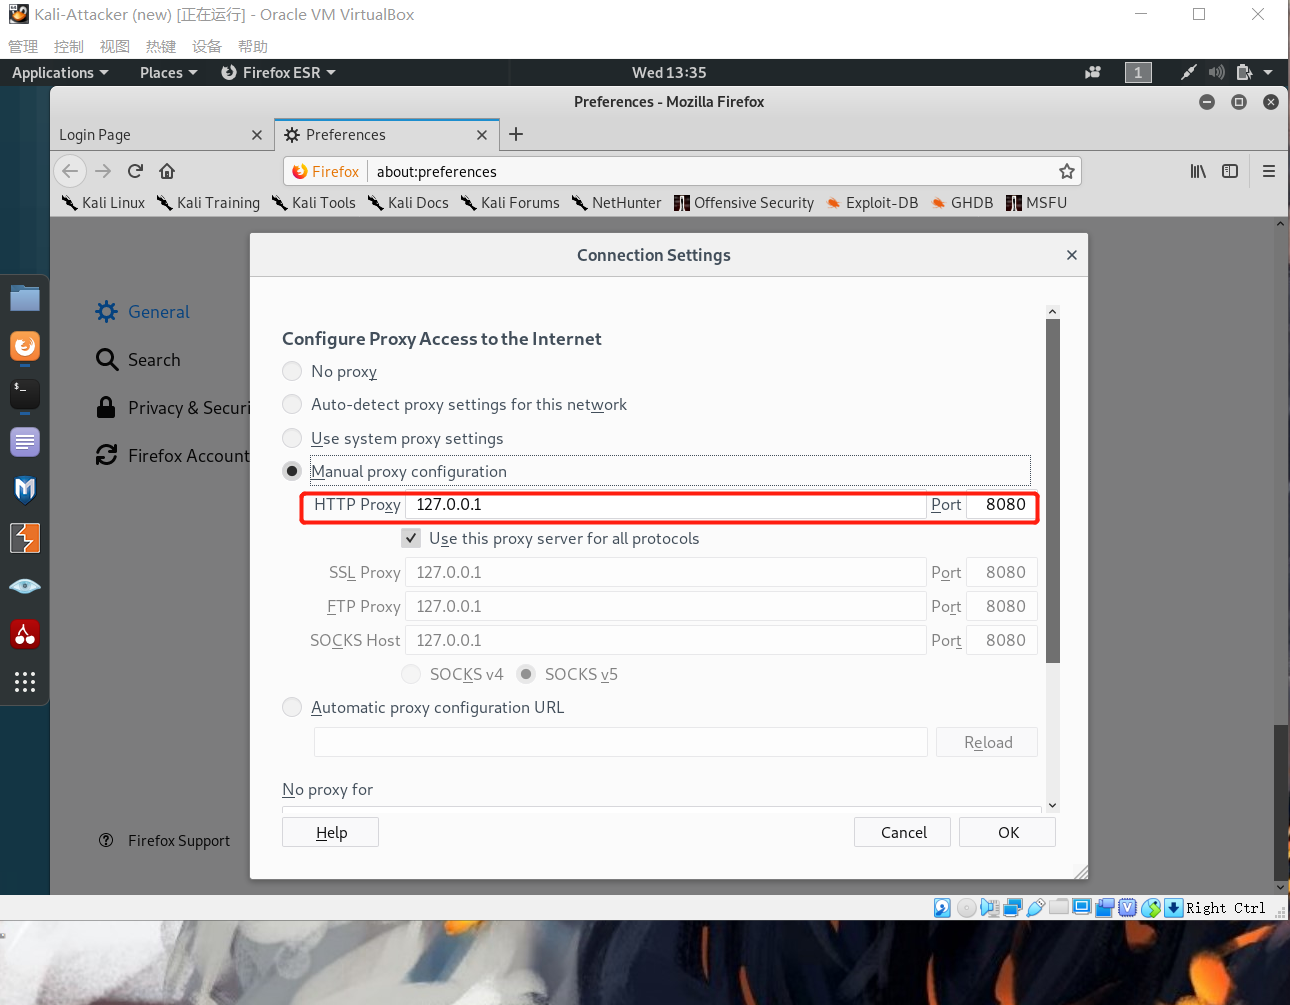 Kali-Attacker (new) [正在运行] - Oracle VM VirtualBox
管理 控制 视图 热键 设备 帮助
Applications Places Firefox ESR Wed 13:35 1
Preferences - Mozilla Firefox
Login Page Preferences
Firefox about:preferences
Kali Linux Kali Training Kali Tools Kali Docs Kali Forums NetHunter Offensive Security Exploit-DB GHDB MSFU
Connection Settings
General
Search
Privacy & Securi
Firefox Account
Firefox Support
Configure Proxy Access to the Internet
No proxy
Auto-detect proxy settings for this network
Use system proxy settings
Manual proxy configuration
HTTP Proxy 127.0.0.1 Port 8080
Use this proxy server for all protocols
SSL Proxy 127.0.0.1 Port 8080
FTP Proxy 127.0.0.1 Port 8080
SOCKS Host 127.0.0.1 Port 8080
SOCKS v4 SOCKS v5
Automatic proxy configuration URL
Reload
No proxy for
Help Cancel OK
Right Ctrl